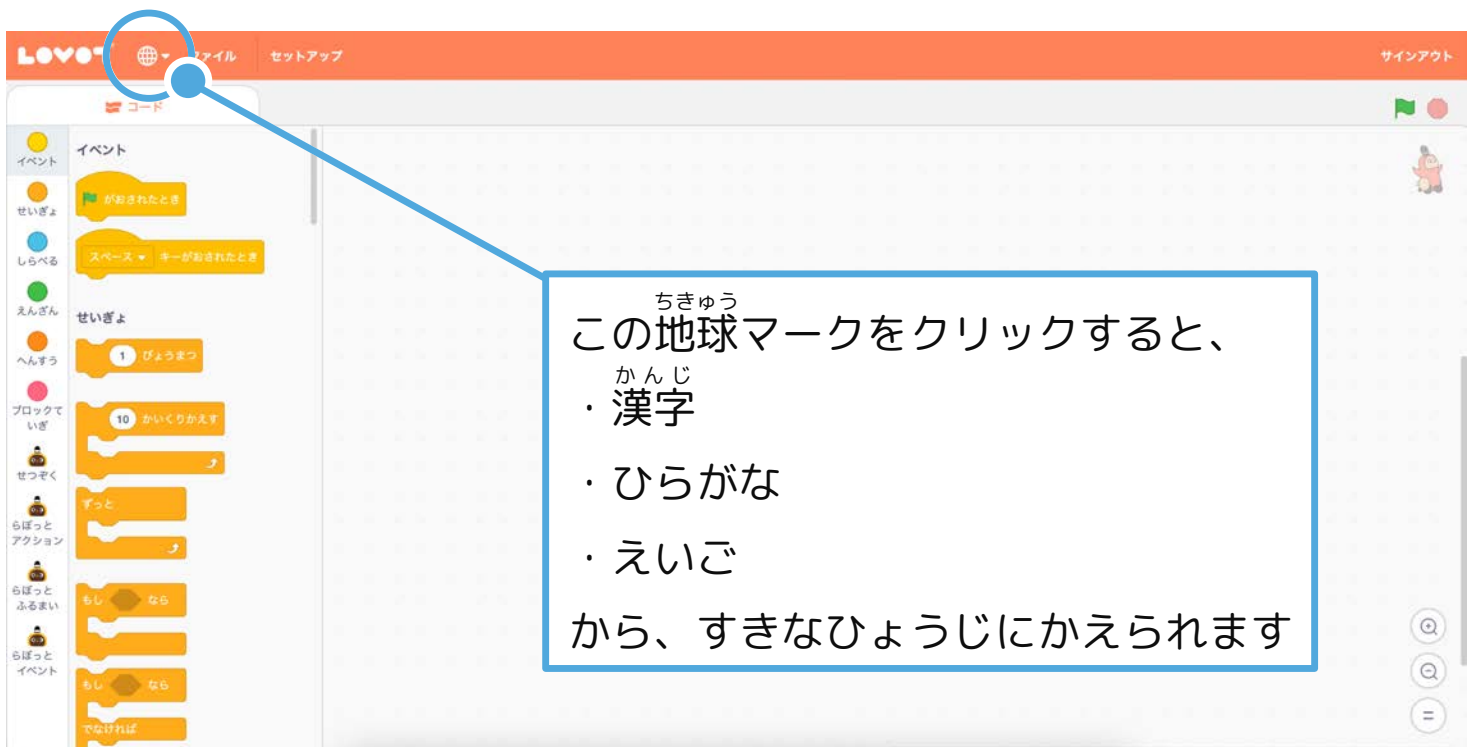 LOVOT
ファイル
セットアップ
サインアウト
コード
イベント
せいぎょ
しらべる
えんざん
へんすう
ブロックて
いぎ
せつぞく
らぼっと
アクション
らぼっと
ふるまい
らぼっと
イベント
イベント
がおされたとき
スペース キーがおされたとき
せいぎょ
1 びょうまつ
10 かいくりかえす
ずっと
もし なら
もし なら
でなければ
ちきゅう
この地球マークをクリックすると、
かんじ
・漢字
・ひらがな
・えいご
から、すきなひょうじにかえられます